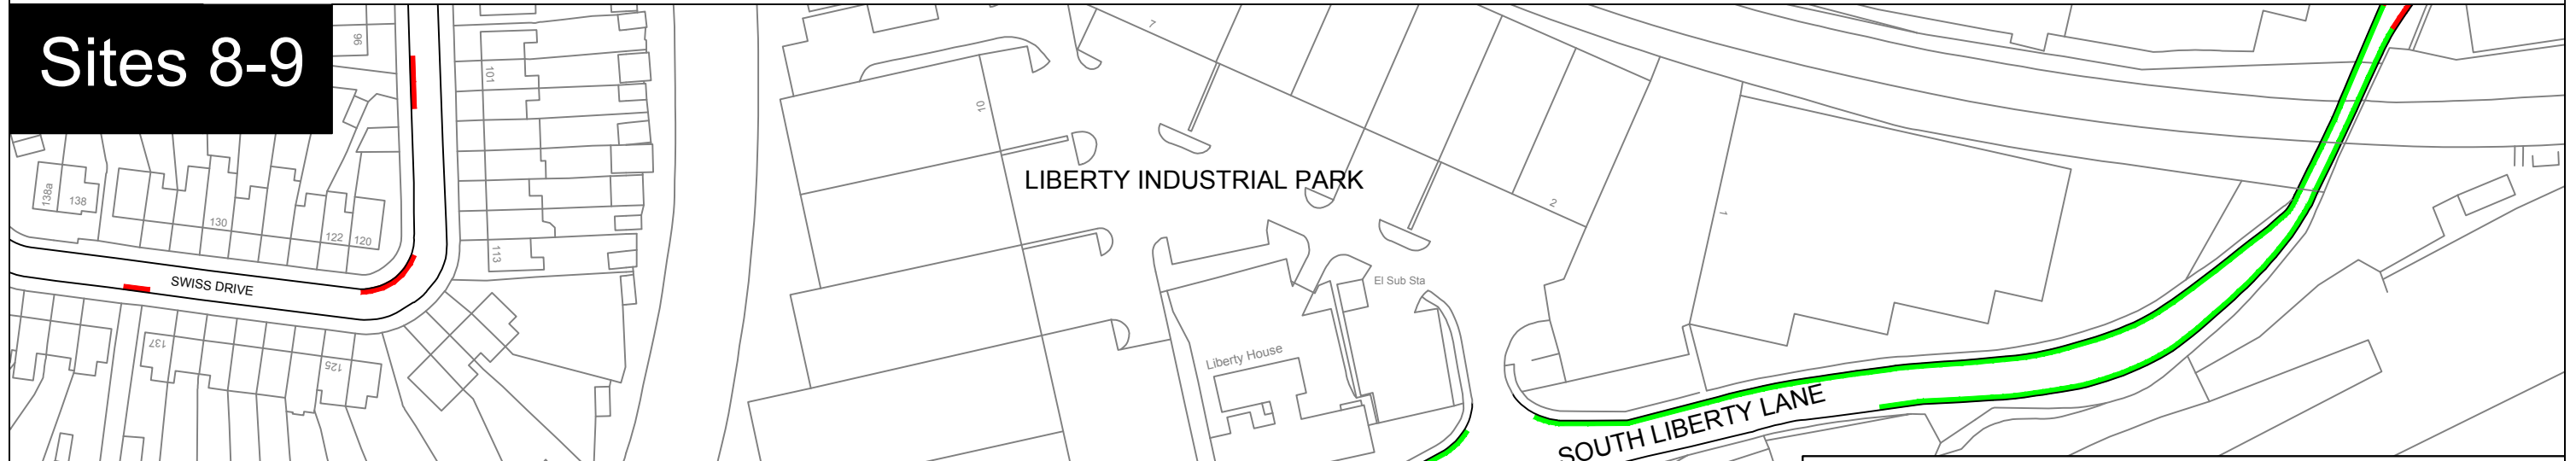 Sites 8-9
96
101
7
10
LIBERTY INDUSTRIAL PARK
138a
138
130
122
120
113
2
1
SWISS DRIVE
El Sub Sta
137
125
Liberty House
SOUTH LIBERTY LANE